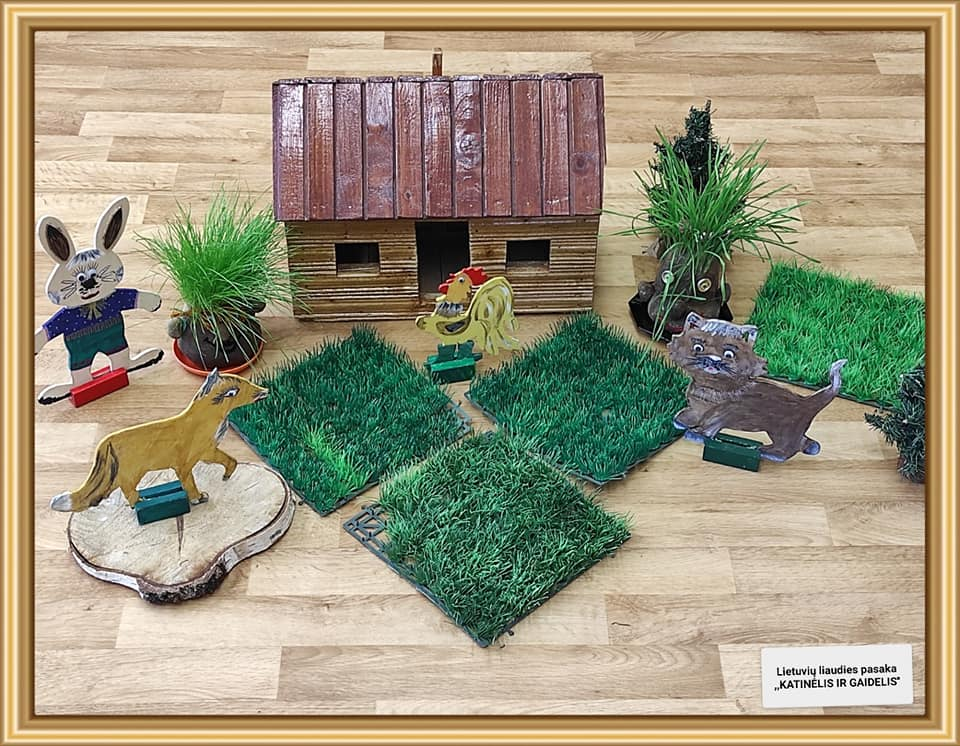 Lietuvių liaudies pasaka
,,KATINĖLIS IR GAIDELIS"